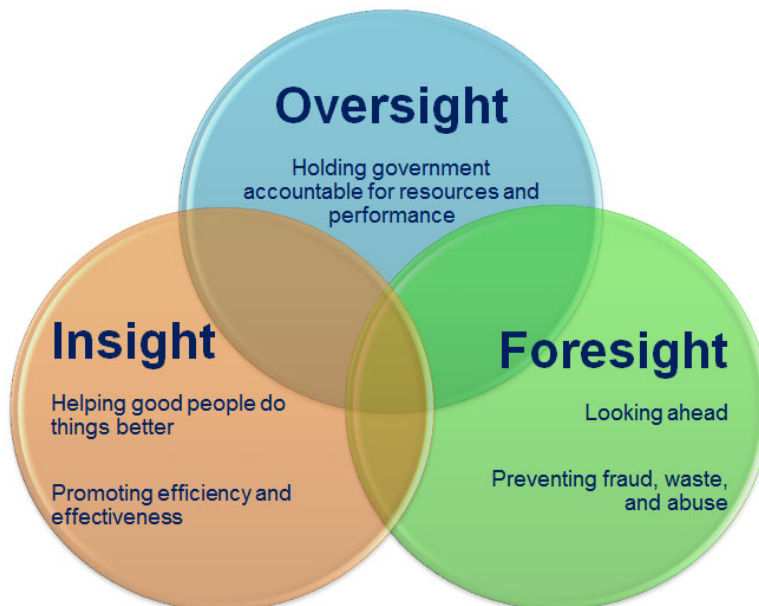 Oversight
Holding government
accountable for resources and
performance
Insight
Helping good people do
things better
Promoting efficiency and
effectiveness
Foresight
Looking ahead
Preventing fraud, waste,
and abuse